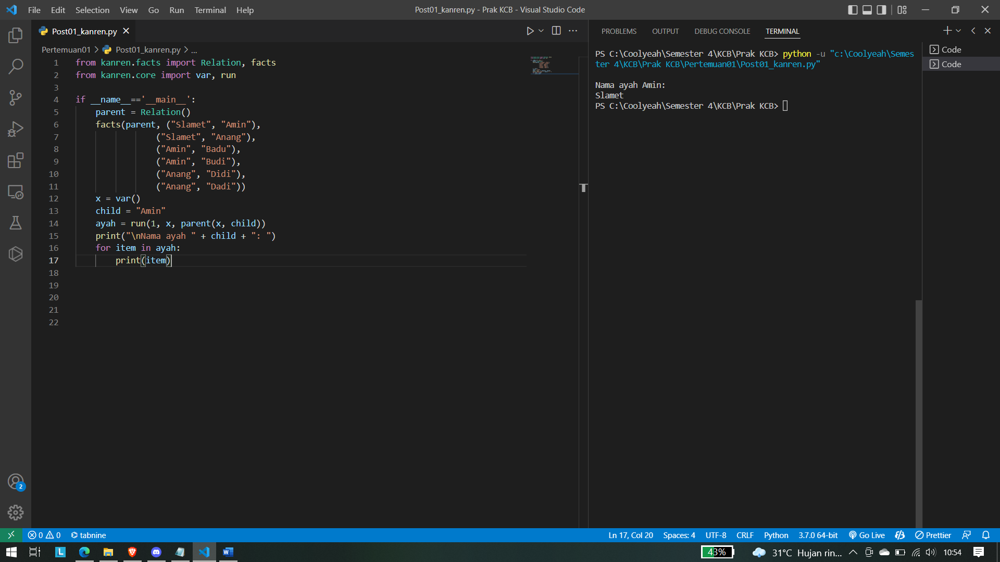 File Edit Selection View Go Run Terminal Help
Post01_kanren.py - Prak KCB - Visual Studio Code
Post01_kanren.py
Pertemuan01 > Post01_kanren.py > ...
1 from kanren.facts import Relation, facts
2 from kanren.core import var, run
3
4 if __name__=='__main__':
5 parent = Relation()
6 facts(parent, ("Slamet", "Amin"),
7 ("Slamet", "Anang"),
8 ("Amin", "Badu"),
9 ("Amin", "Budi"),
10 ("Anang", "Didi"),
11 ("Anang", "Dadi"))
12 x = var()
13 child = "Amin"
14 ayah = run(1, x, parent(x, child))
15 print("\nNama ayah " + child + ": ")
16 for item in ayah:
17 print(item)
18
19
20
21
22
PROBLEMS OUTPUT DEBUG CONSOLE TERMINAL
PS C:\Coolyeah\Semester 4\KCB\Prak KCB> python -u "c:\Coolyeah\Semes
ter 4\KCB\Prak KCB\Pertemuan01\Post01_kanren.py"
Nama ayah Amin:
Slamet
PS C:\Coolyeah\Semester 4\KCB\Prak KCB>
Code
Code
2
0 0 tabnine
Ln 17, Col 20 Spaces: 4 UTF-8 CRLF Python 3.7.0 64-bit Go Live Prettier
43% 31°C Hujan rin... 10:54